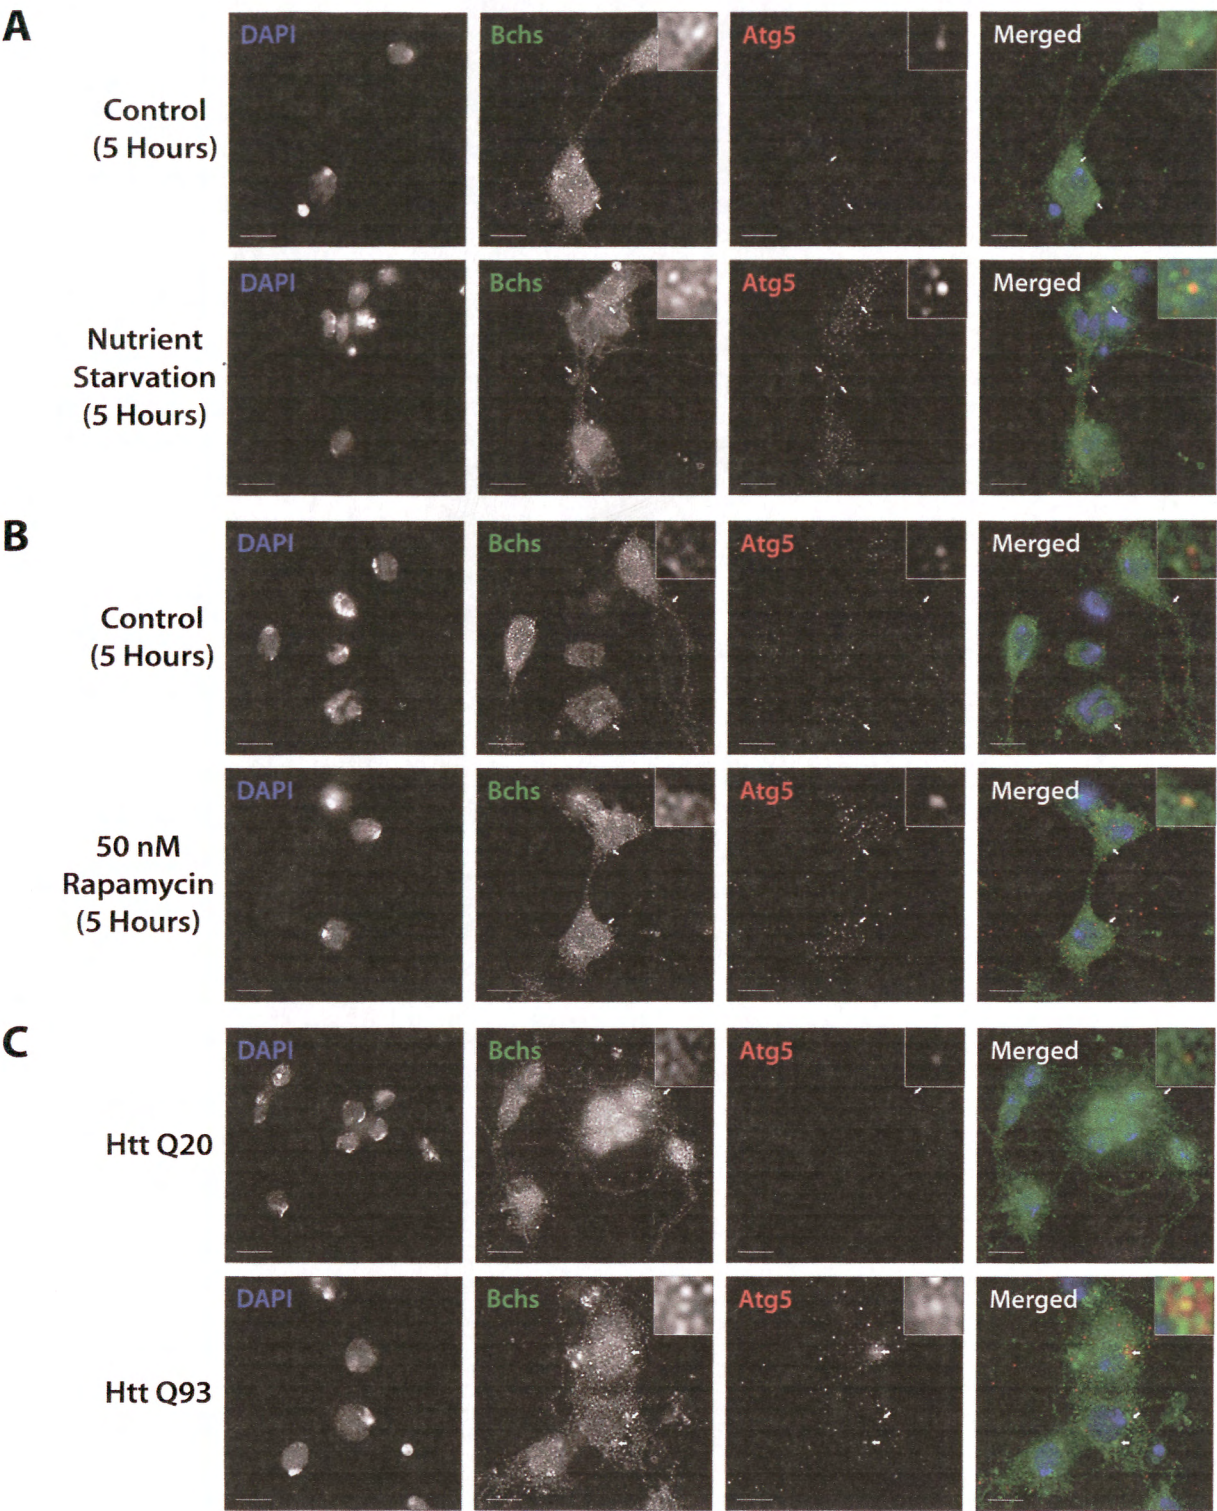 A
Control
(5 Hours)
DAPI
Bchs
Atg5
Merged
Nutrient
Starvation
(5 Hours)
DAPI
Bchs
Atg5
Merged
B
Control
(5 Hours)
DAPI
Bchs
Atg5
Merged
50 nM
Rapamycin
(5 Hours)
DAPI
Bchs
Atg5
Merged
C
Htt Q20
DAPI
Bchs
Atg5
Merged
Htt Q93
DAPI
Bchs
Atg5
Merged